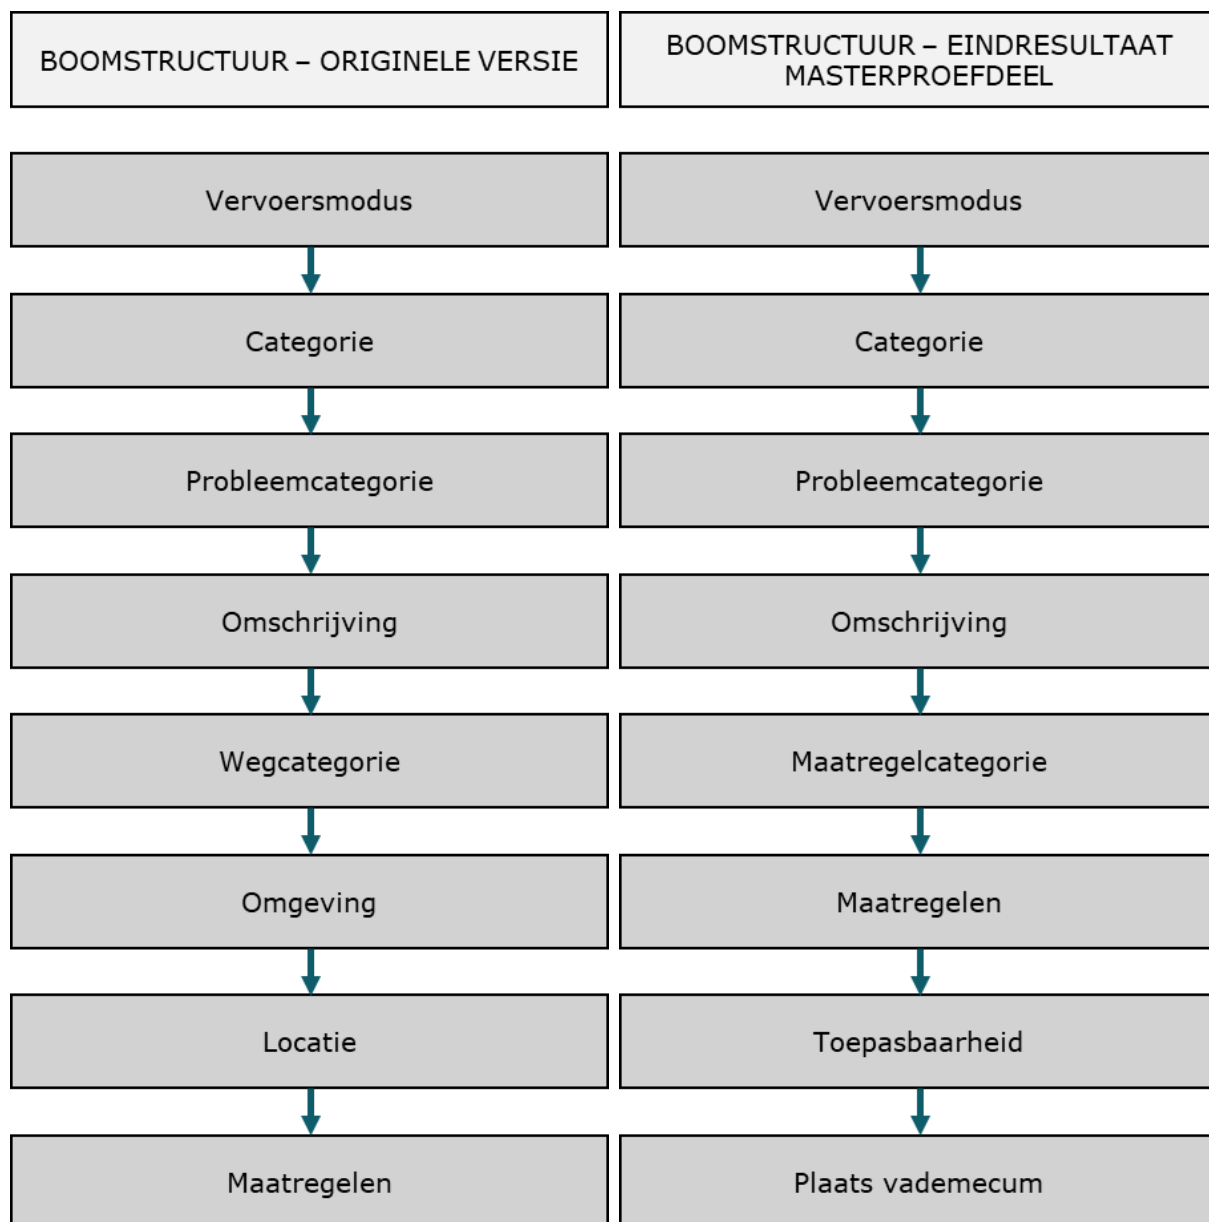 BOOMSTRUCTUUR – ORIGINELE VERSIE
Vervoersmodus
Categorie
Probleemcategorie
Omschrijving
Wegcategorie
Omgeving
Locatie
Maatregelen
BOOMSTRUCTUUR – EINDRESULTAAT
MASTERPROEFDEEL
Vervoersmodus
Categorie
Probleemcategorie
Omschrijving
Maatregelcategorie
Maatregelen
Toepasbaarheid
Plaats vademecum